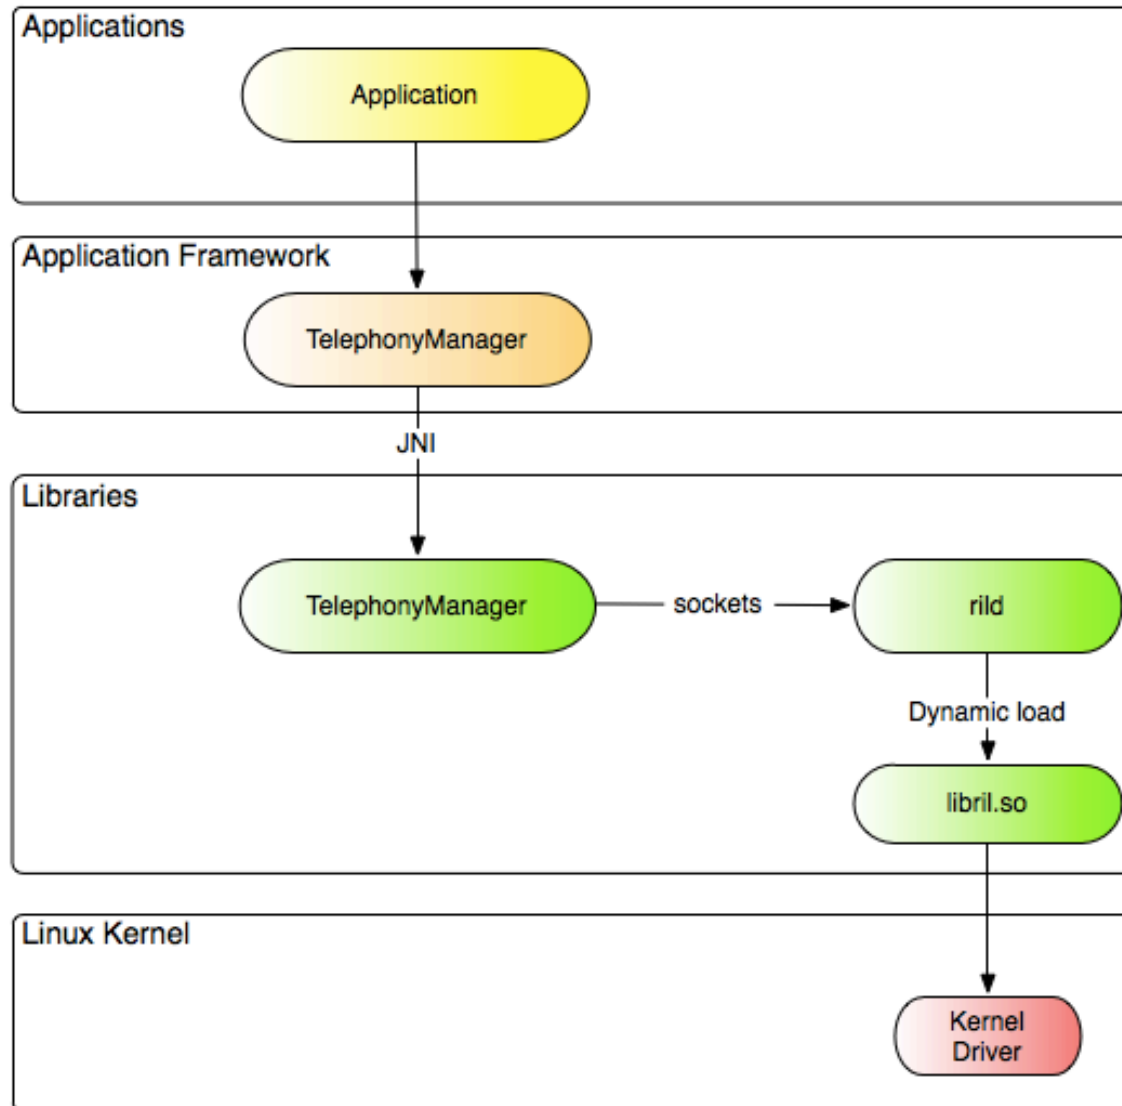 Applications
Application
Application Framework
TelephonyManager
JNI
Libraries
TelephonyManager
sockets
rild
Dynamic load
libril.so
Linux Kernel
Kernel
Driver